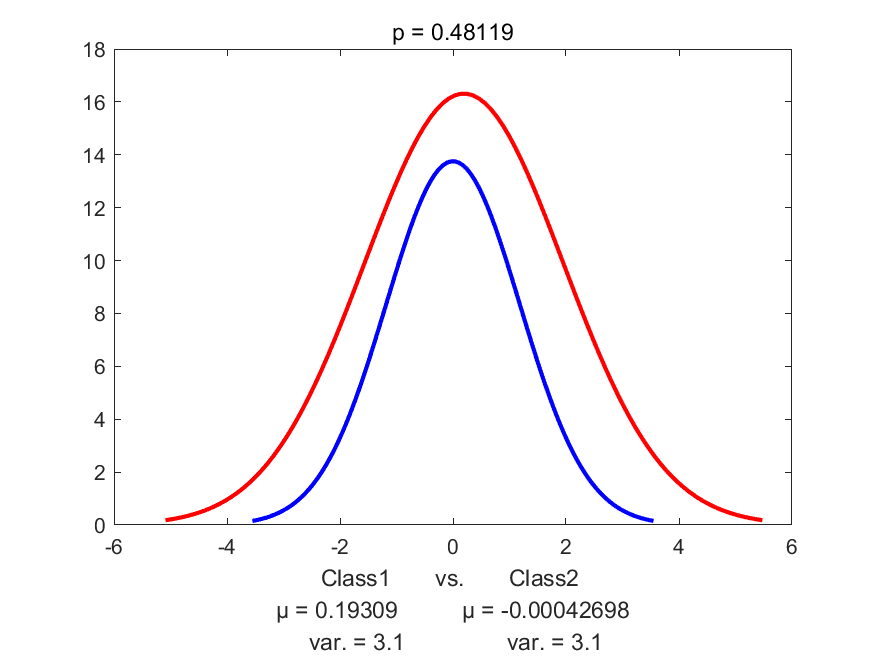 p = 0.48119
18
16
14
12
10
8
6
4
2
0
-6 -4 -2 0 2 4 6
Class1 vs. Class2
μ = 0.19309 μ = -0.00042698
var. = 3.1 var. = 3.1